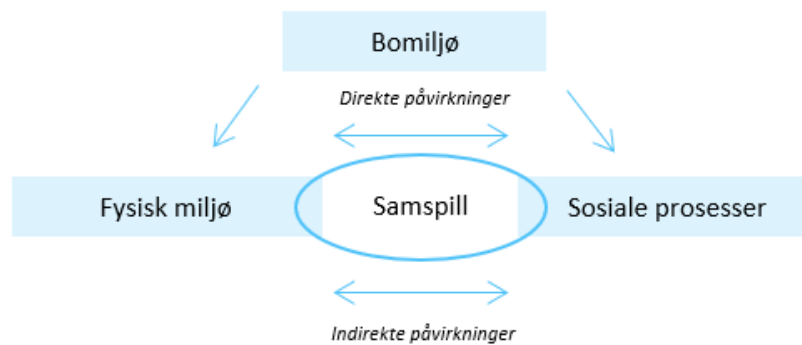 Bomiljø
Direkte påvirkninger
Fysisk miljø
Samspill
Sosiale prosesser
Indirekte påvirkninger